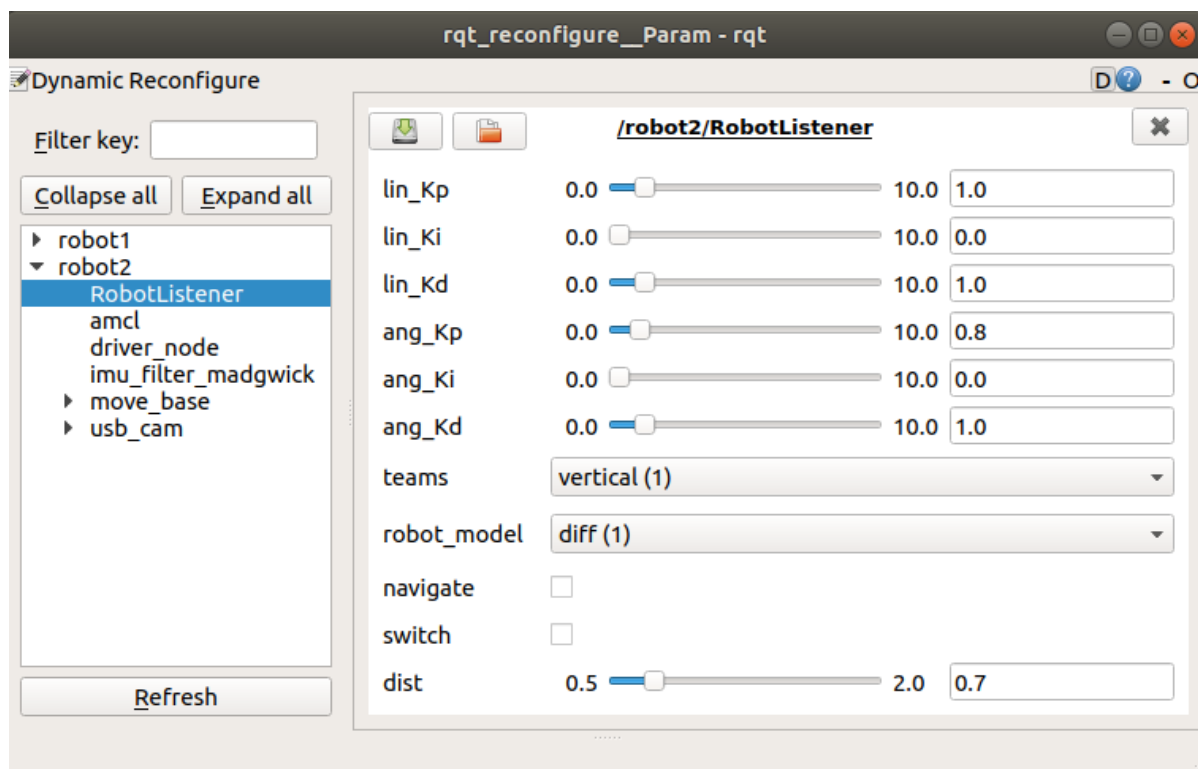 rqt_reconfigure__Param - rqt
Dynamic Reconfigure
D ? - O
Filter key:
Collapse all Expand all
robot1
robot2
RobotListener
amcl
driver_node
imu_filter_madgwick
move_base
usb_cam
Refresh
/robot2/RobotListener
lin_Kp 0.0 10.0 1.0
lin_Ki 0.0 10.0 0.0
lin_Kd 0.0 10.0 1.0
ang_Kp 0.0 10.0 0.8
ang_Ki 0.0 10.0 0.0
ang_Kd 0.0 10.0 1.0
teams vertical (1)
robot_model diff (1)
navigate
switch
dist 0.5 2.0 0.7